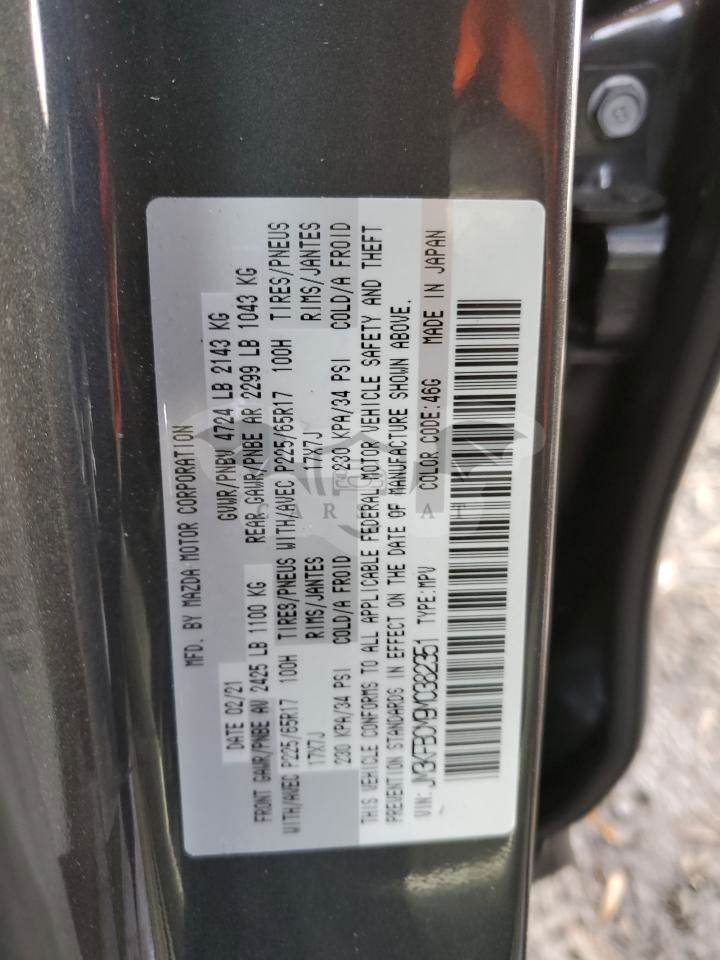 MFD. BY MAZDA MOTOR CORPORATION
DATE 02/21 GVWR/PNBV 4724 LB 2143 KG
FRONT GAWR/PNBE AV 2425 LB 1100 KG REAR GAWR/PNBE AR 2299 LB 1043 KG
WITH/AVEC P225/65R17 100H TIRES/PNEUS WITH/AVEC P225/65R17 100H TIRES/PNEUS
17X7J RIMS/JANTES 17X7J RIMS/JANTES
230 KPA/34 PSI COLD/A FROID 230 KPA/34 PSI COLD/A FROID
THIS VEHICLE CONFORMS TO ALL APPLICABLE FEDERAL MOTOR VEHICLE SAFETY AND THEFT
PREVENTION STANDARDS IN EFFECT ON THE DATE OF MANUFACTURE SHOWN ABOVE.
VIN: JM3KFBCM9M0382351 TYPE:MPV COLOR CODE:46G MADE IN JAPAN